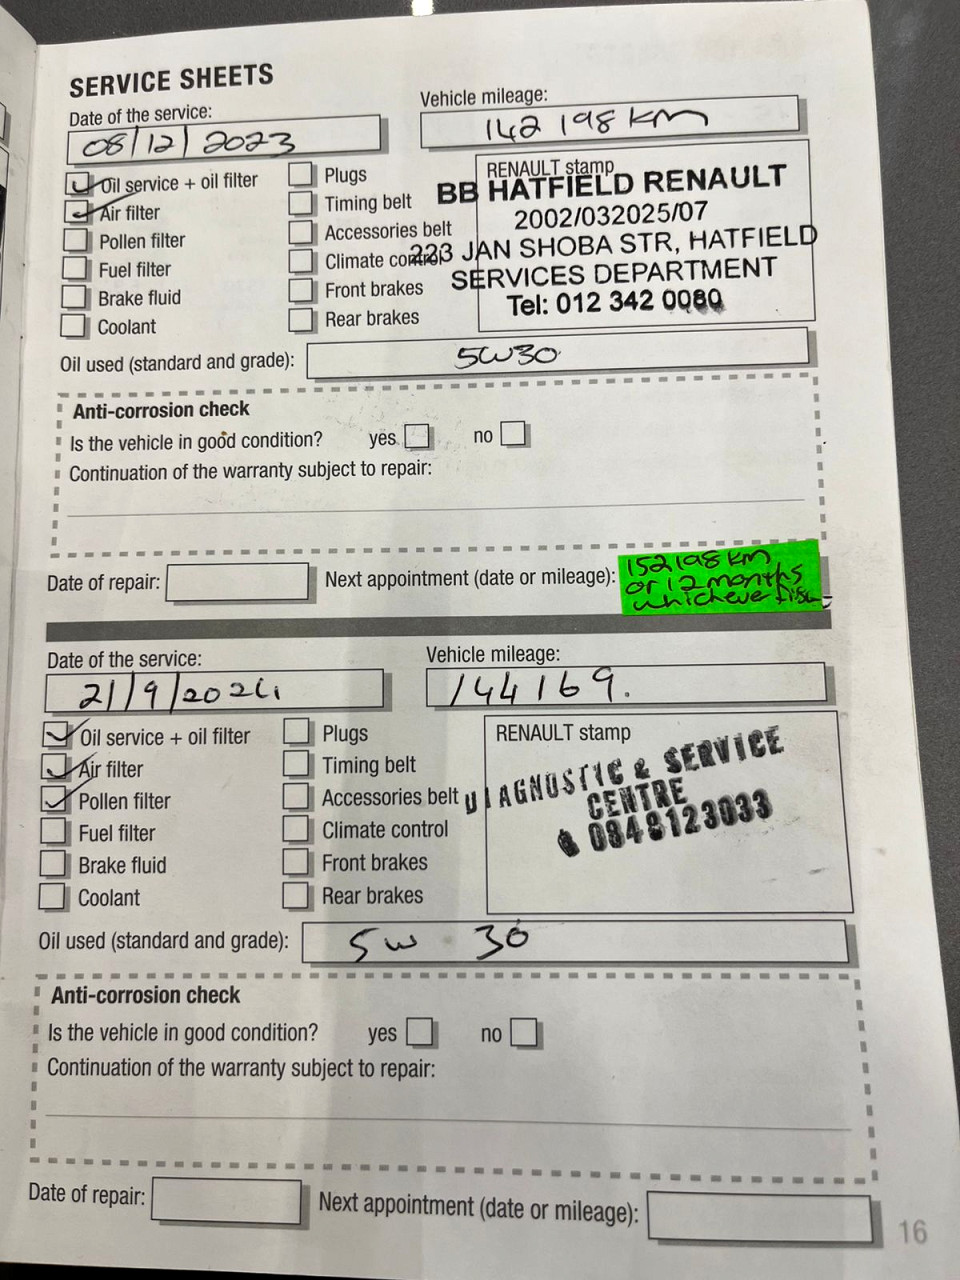 SERVICE SHEETS
Date of the service:
08/12/2023
Vehicle mileage:
142 198 km
Oil service + oil filter
Air filter
Pollen filter
Fuel filter
Brake fluid
Coolant
Plugs
Timing belt
Accessories belt
Climate control
Front brakes
Rear brakes
RENAULT stamp
BB HATFIELD RENAULT
2002/032025/07
223 JAN SHOBA STR, HATFIELD
SERVICES DEPARTMENT
Tel: 012 342 0080
Oil used (standard and grade):
5W30
Anti-corrosion check
Is the vehicle in good condition? yes no
Continuation of the warranty subject to repair:
Date of repair:
Next appointment (date or mileage):
152198 km
or 12 months
whichever first
Date of the service:
21/9/2024
Vehicle mileage:
144169.
Oil service + oil filter
Air filter
Pollen filter
Fuel filter
Brake fluid
Coolant
Plugs
Timing belt
Accessories belt
Climate control
Front brakes
Rear brakes
RENAULT stamp
DIAGNOSTIC & SERVICE
CENTRE
0848123033
Oil used (standard and grade):
5W 30
Anti-corrosion check
Is the vehicle in good condition? yes no
Continuation of the warranty subject to repair:
Date of repair:
Next appointment (date or mileage):
16